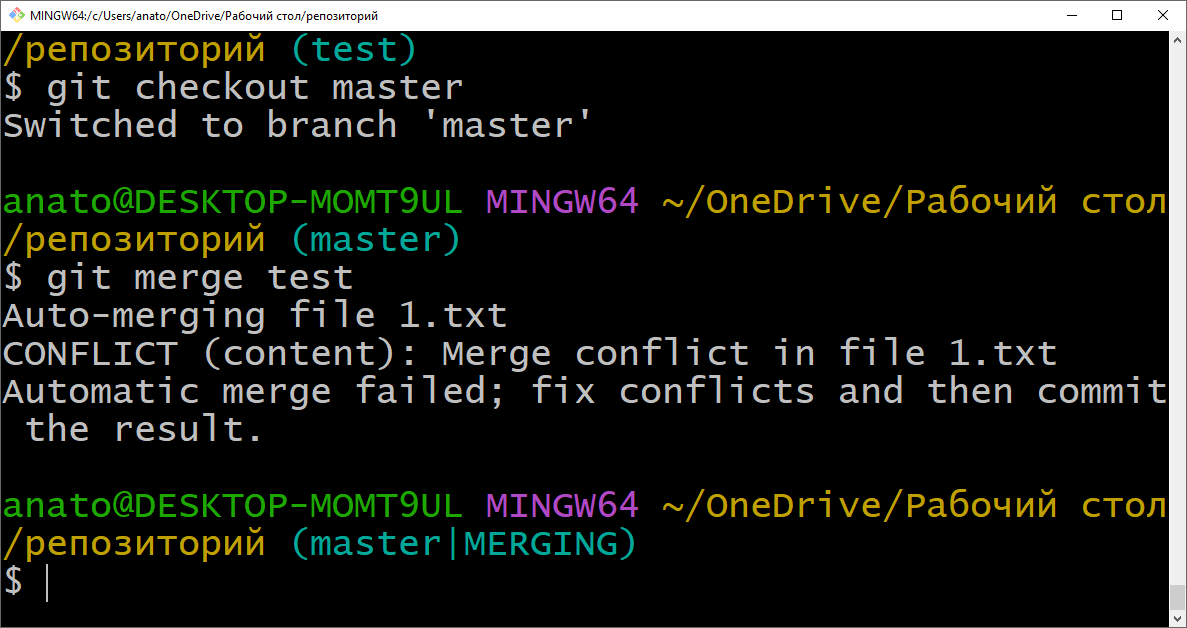 MINGW64:/c/Users/anato/OneDrive/Рабочий стол/репозиторий
/репозиторий (test)
$ git checkout master
Switched to branch 'master'
anato@DESKTOP-MOMT9UL MINGW64 ~/OneDrive/Рабочий стол
/репозиторий (master)
$ git merge test
Auto-merging file 1.txt
CONFLICT (content): Merge conflict in file 1.txt
Automatic merge failed; fix conflicts and then commit
 the result.
anato@DESKTOP-MOMT9UL MINGW64 ~/OneDrive/Рабочий стол
/репозиторий (master|MERGING)
$